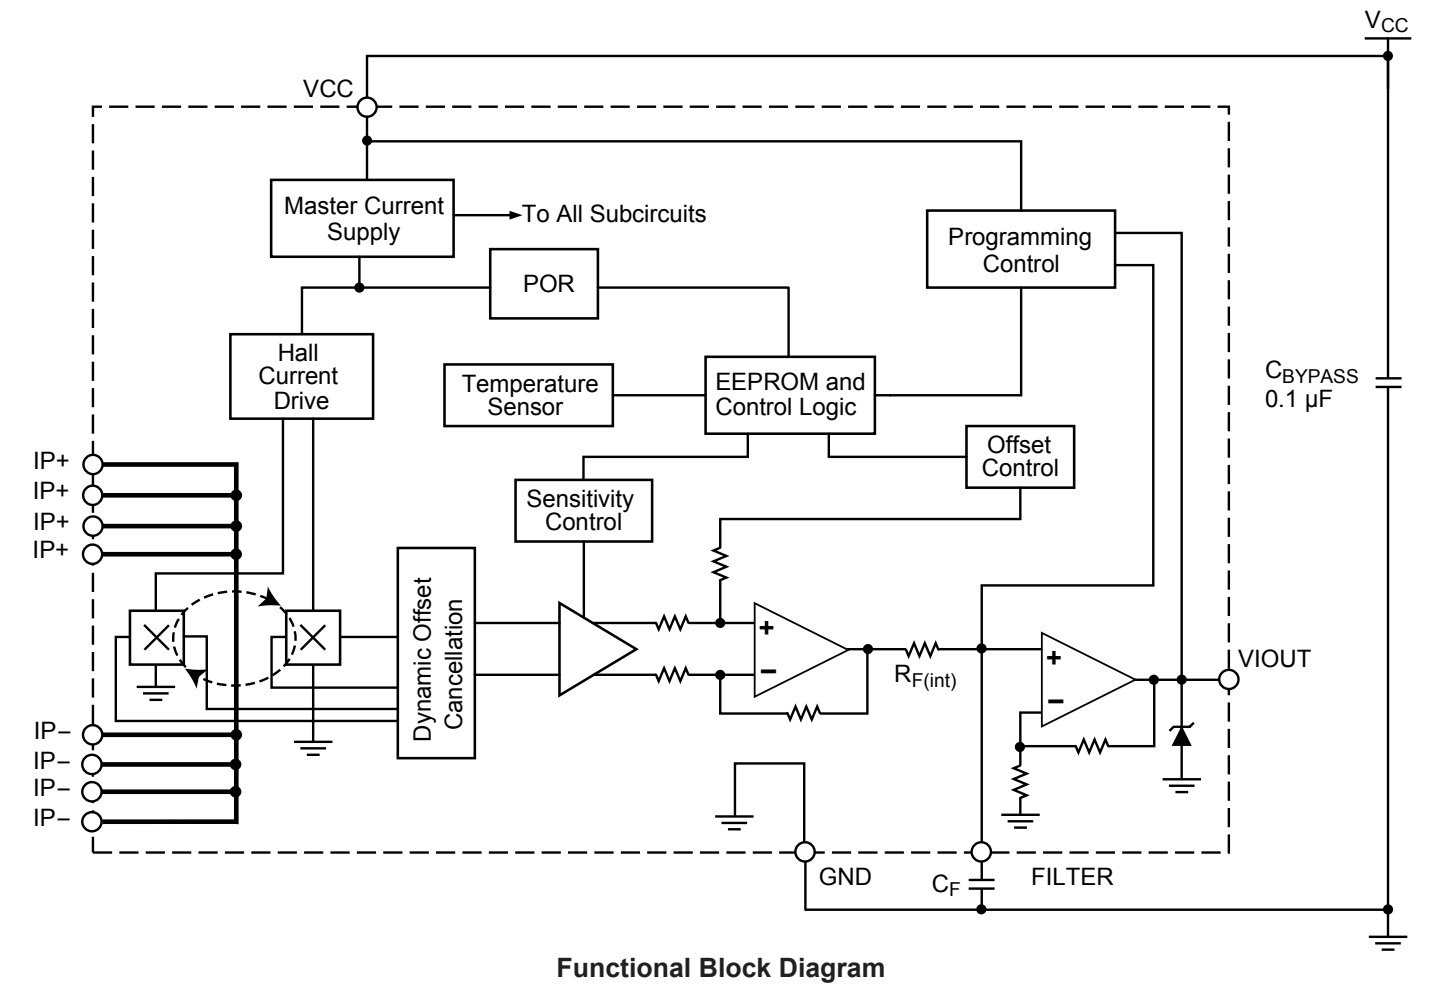 VCC
VCC
Master Current
Supply
To All Subcircuits
Programming
Control
POR
Hall
Current
Drive
Temperature
Sensor
EEPROM and
Control Logic
CBYPASS
0.1 µF
Offset
Control
IP+
IP+
IP+
IP+
Sensitivity
Control
Dynamic Offset
Cancellation
+
−
RF(int)
+
−
VIOUT
IP−
IP−
IP−
IP−
GND
CF
FILTER
Functional Block Diagram